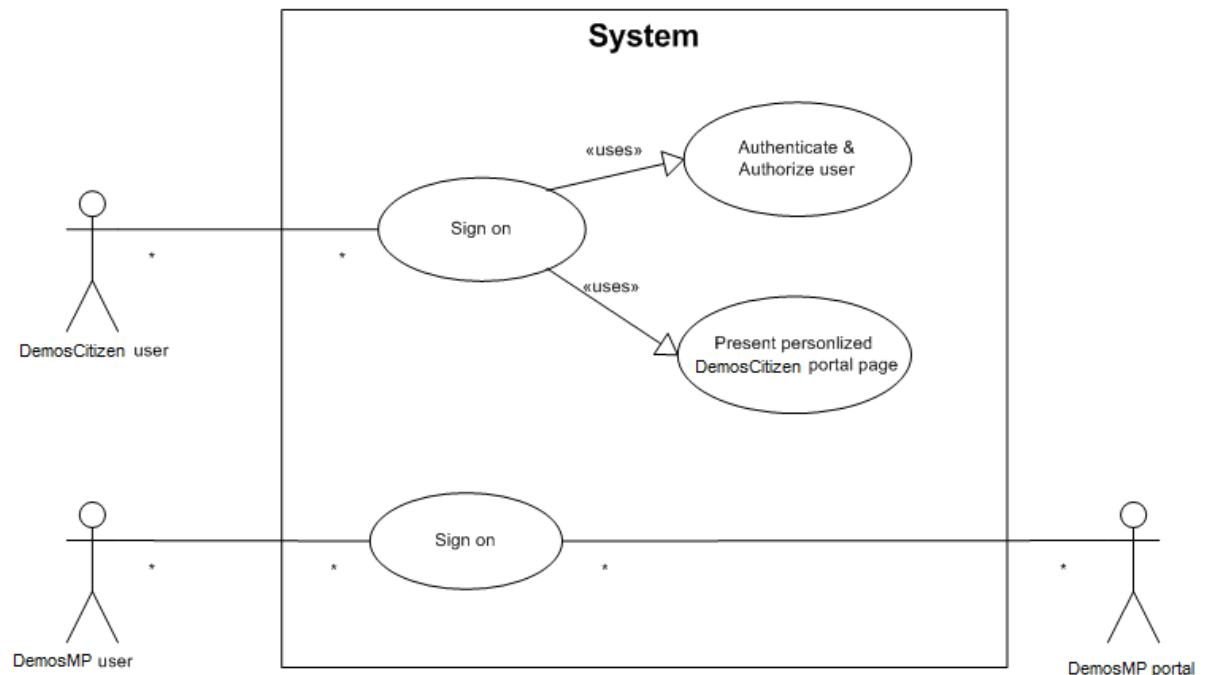 System
«uses»
Authenticate &
Authorize user
Sign on
* *
«uses»
DemosCitizen user
Present personlized
DemosCitizen portal page
Sign on
* * * *
DemosMP user
DemosMP portal